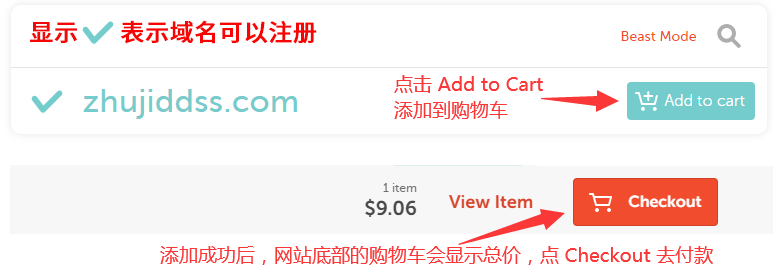 显示 ✓ 表示域名可以注册
Beast Mode
zhujiddss.com
点击 Add to Cart
添加到购物车
Add to cart
1 item
$9.06
View Item
Checkout
添加成功后，网站底部的购物车会显示总价，点 Checkout 去付款